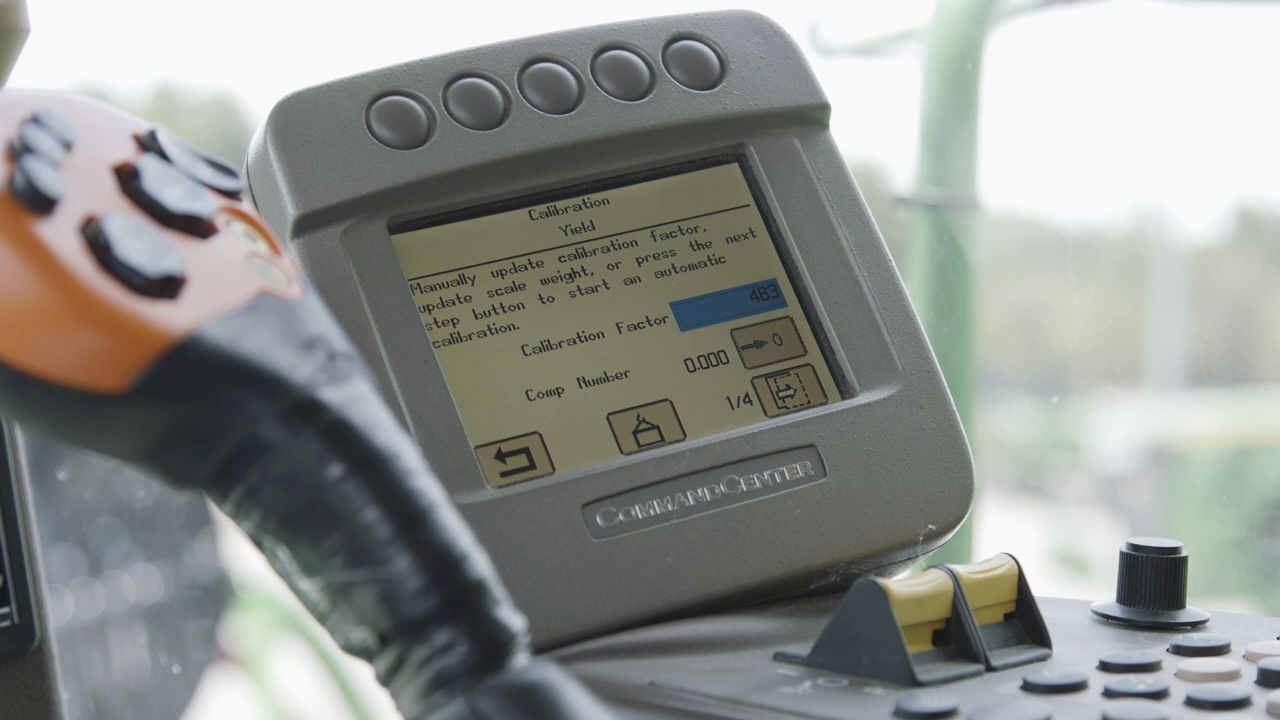 Calibration
Yield
Manually update calibration factor,
update scale weight, or press the next
step button to start an automatic
calibration.
Calibration Factor 483
Comp Number 0.000 0
1/4
COMMANDCENTER